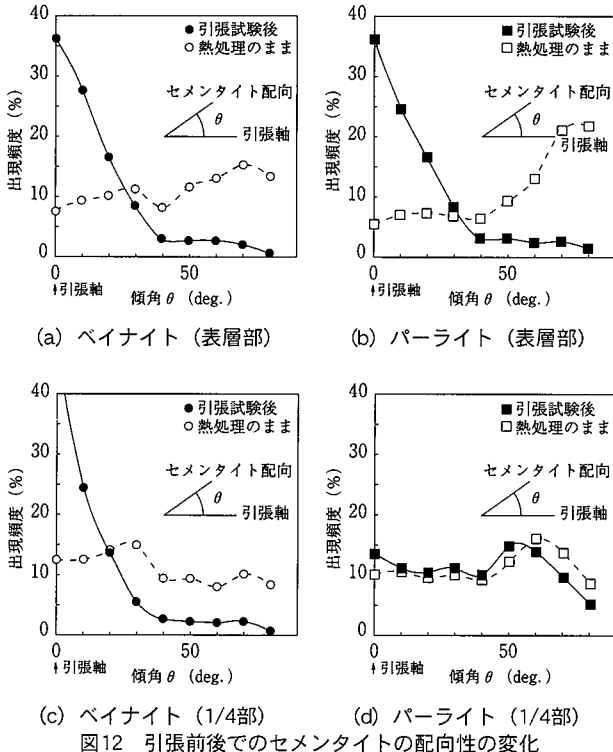 40
30
20
10
0
出現頻度 (%)
引張試験後
熱処理のまま
セメンタイト配向
θ
引張軸
0
50
↑引張軸
傾角 θ (deg.)
(a) ベイナイト (表層部)
40
30
20
10
0
出現頻度 (%)
引張試験後
熱処理のまま
セメンタイト配向
θ
引張軸
0
50
↑引張軸
傾角 θ (deg.)
(b) パーライト (表層部)
40
30
20
10
0
出現頻度 (%)
引張試験後
熱処理のまま
セメンタイト配向
θ
引張軸
0
50
↑引張軸
傾角 θ (deg.)
(c) ベイナイト (1/4部)
40
30
20
10
0
出現頻度 (%)
引張試験後
熱処理のまま
セメンタイト配向
θ
引張軸
0
50
↑引張軸
傾角 θ (deg.)
(d) パーライト (1/4部)
図12 引張前後でのセメンタイトの配向性の変化